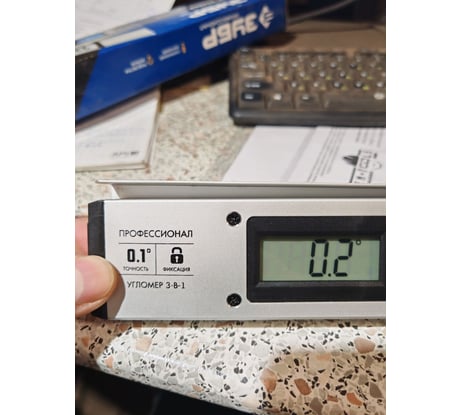 ЗУБР
ПРОФЕССИОНАЛ
0.1°
ТОЧНОСТЬ
ФИКСАЦИЯ
УГЛОМЕР 3-В-1
0.2°